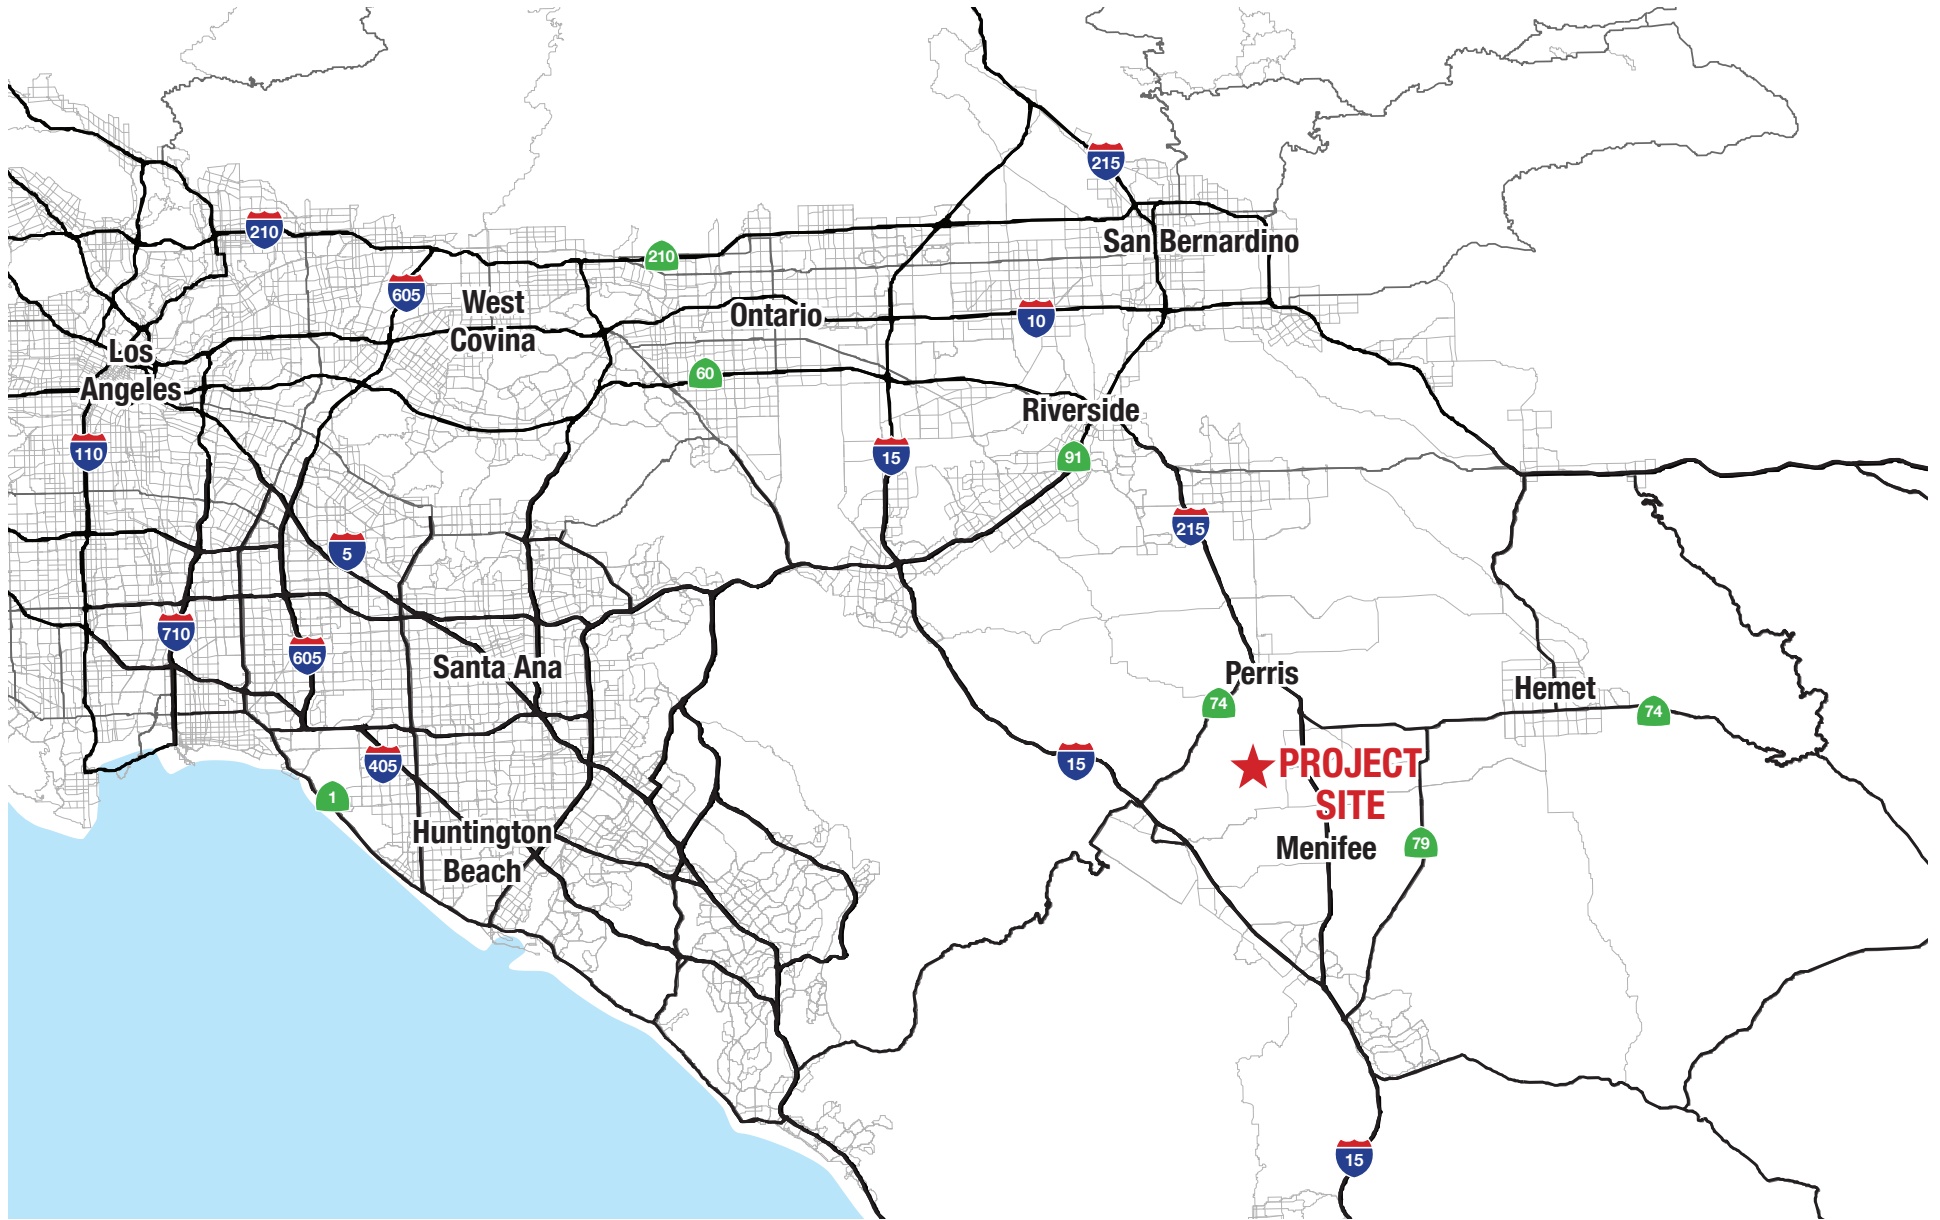 215
210
San Bernardino
210
605
West
Covina
Ontario
10
Los
Angeles
60
Riverside
110
15
91
215
5
710
605
Santa Ana
Perris
Hemet
74
74
405
15
PROJECT
SITE
1
Huntington
Beach
Menifee
79
15